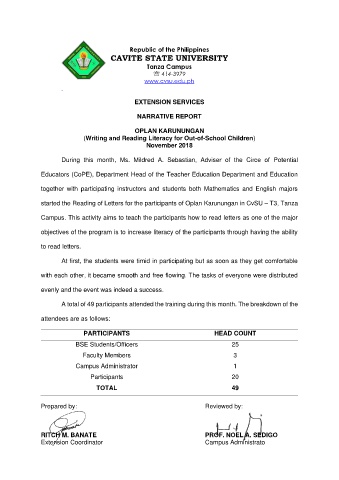 Republic of the Philippines
CAVITE STATE UNIVERSITY
Tanza Campus
☏ 414-3979
www.cvsu.edu.ph
EXTENSION SERVICES
NARRATIVE REPORT
OPLAN KARUNUNGAN
(Writing and Reading Literacy for Out-of-School Children)
November 2018
During this month, Ms. Mildred A. Sebastian, Adviser of the Circe of Potential
Educators (CoPE), Department Head of the Teacher Education Department and Education
together with participating instructors and students both Mathematics and English majors
started the Reading of Letters for the participants of Oplan Karunungan in CvSU – T3, Tanza
Campus. This activity aims to teach the participants how to read letters as one of the major
objectives of the program is to increase literacy of the participants through having the ability
to read letters.
At first, the students were timid in participating but as soon as they get comfortable
with each other, it became smooth and free flowing. The tasks of everyone were distributed
evenly and the event was indeed a success.
A total of 49 participants attended the training during this month. The breakdown of the
attendees are as follows:
PARTICIPANTS HEAD COUNT
BSE Students/Officers 25
Faculty Members 3
Campus Administrator 1
Participants 20
TOTAL 49
Prepared by: Reviewed by:
RITCH M. BANATE PROF. NOEL A. SEDIGO
Extension Coordinator Campus Administrato